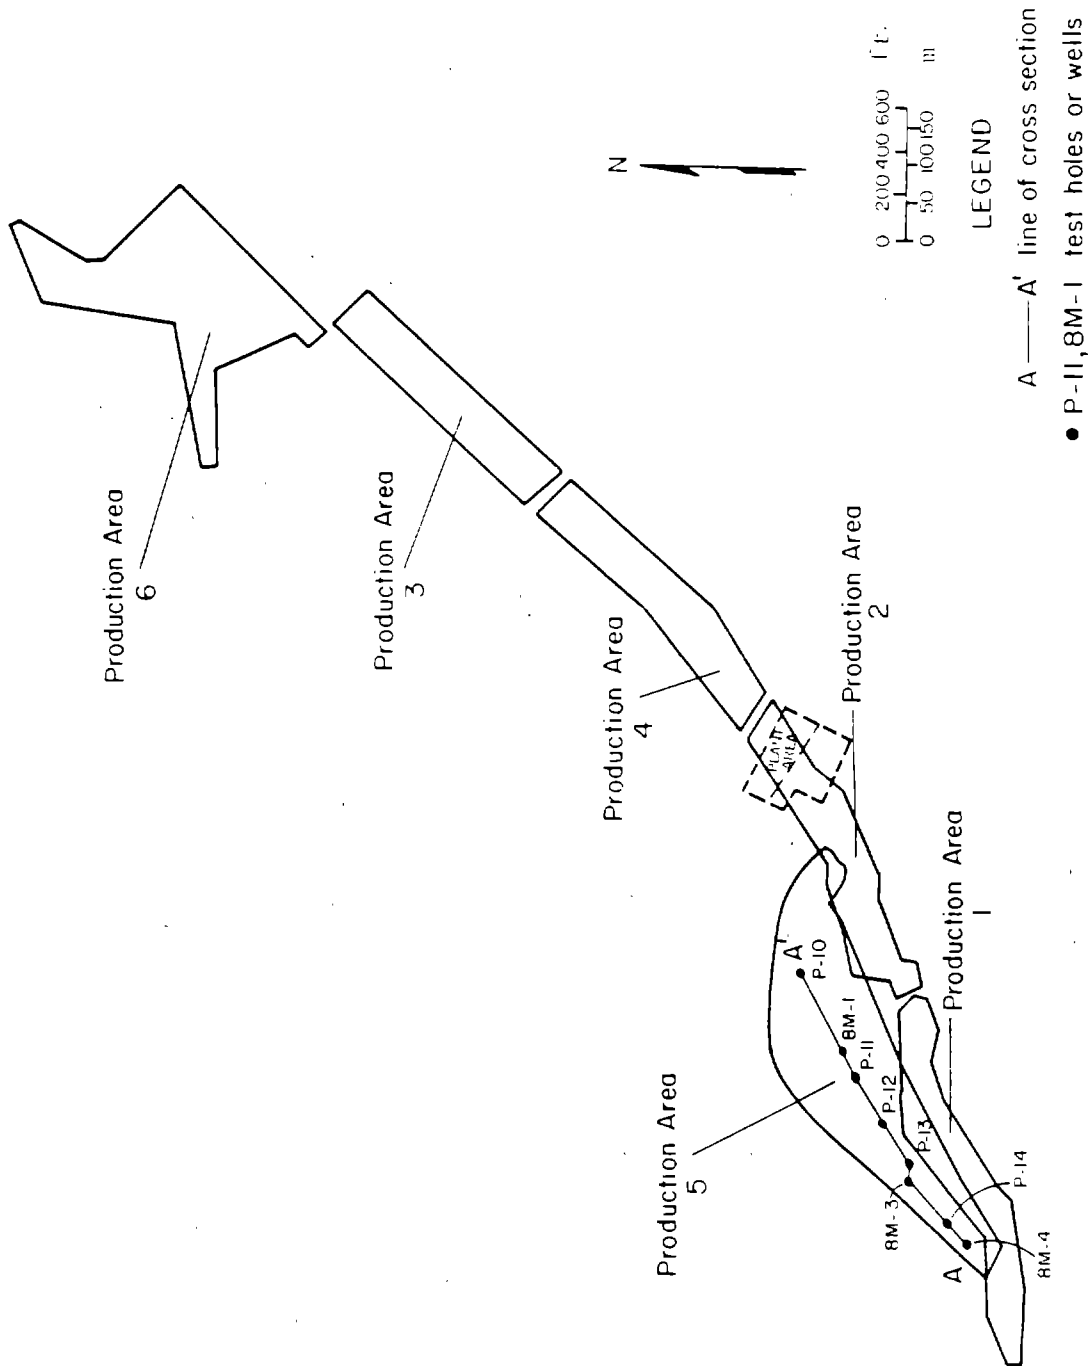 Production Area
6
Production Area
3
Production Area
4
Production Area
2
Production Area
1
Production Area
5
PLANT
AREA
A'
P-10
8M-1
P-11
P-12
P-13
8M-3
P-14
8M-4
A
N
0 200 400 600 ft.
0 50 100 150 m
LEGEND
A — A' line of cross section
● P-11, 8M-1 test holes or wells